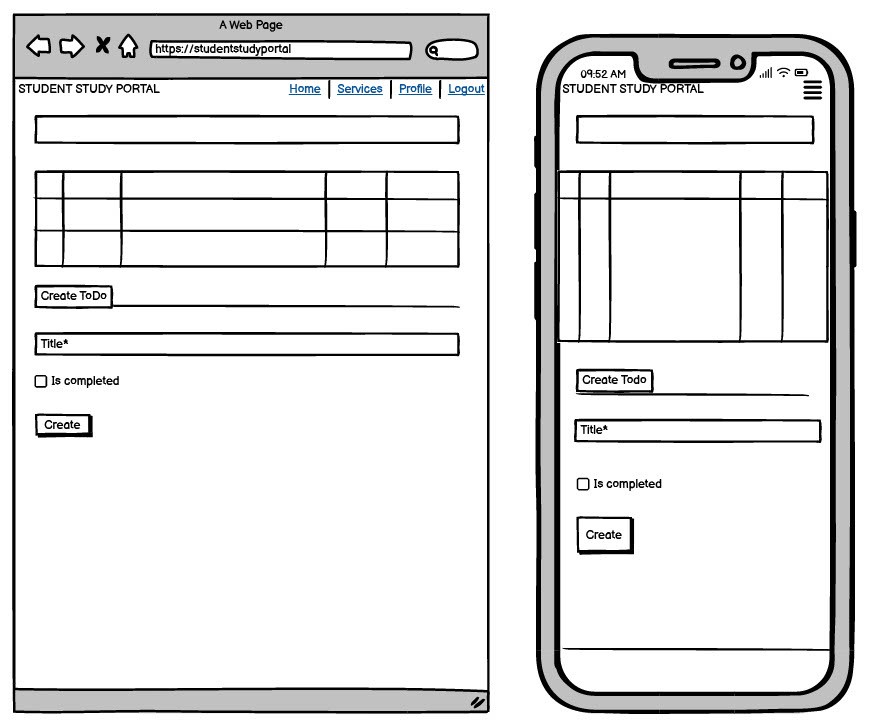 A Web Page
https://studentstudyportal
STUDENT STUDY PORTAL Home Services Profile Logout
Create ToDo
Title*
Is completed
Create
09:52 AM
STUDENT STUDY PORTAL
Create Todo
Title*
Is completed
Create